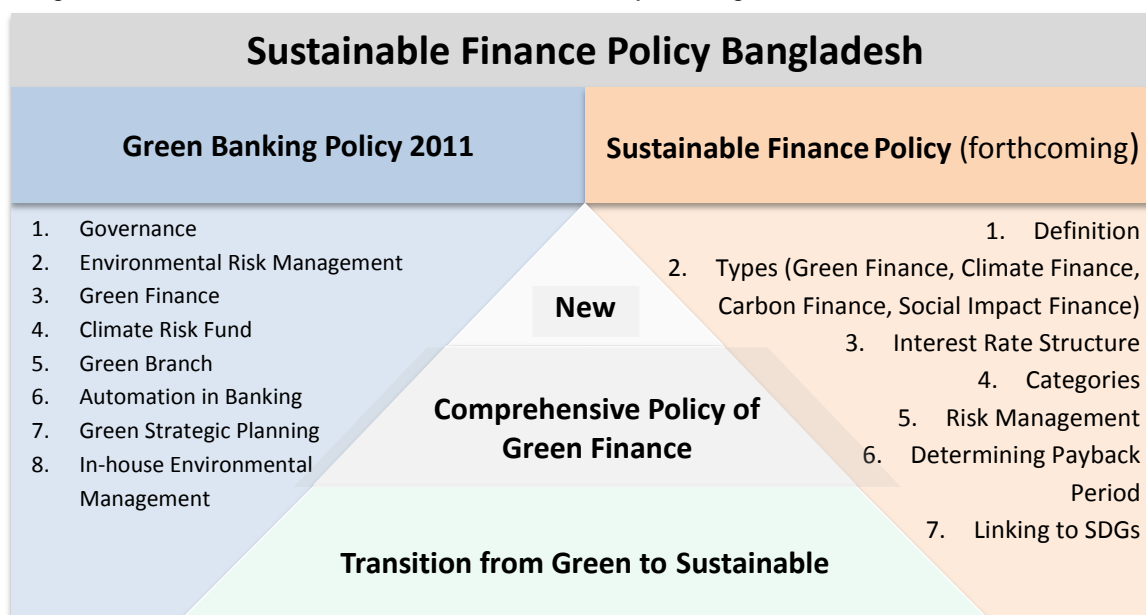 Sustainable Finance Policy Bangladesh
Green Banking Policy 2011
Sustainable Finance Policy (forthcoming)
1. Governance
2. Environmental Risk Management
3. Green Finance
4. Climate Risk Fund
5. Green Branch
6. Automation in Banking
7. Green Strategic Planning
8. In-house Environmental
Management
New
Comprehensive Policy of
Green Finance
Transition from Green to Sustainable
1. Definition
2. Types (Green Finance, Climate Finance,
Carbon Finance, Social Impact Finance)
3. Interest Rate Structure
4. Categories
5. Risk Management
6. Determining Payback
Period
7. Linking to SDGs